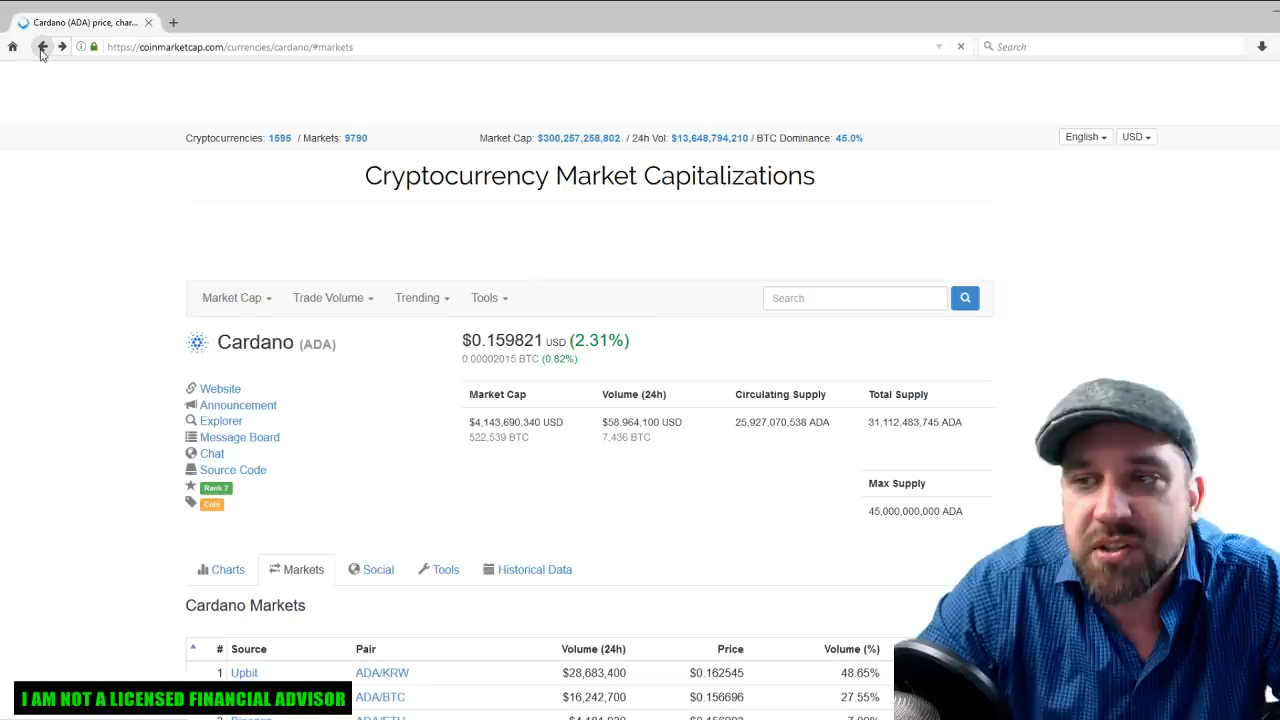 Cardano (ADA) price, char...
https://coinmarketcap.com/currencies/cardano/#markets
Search
Cryptocurrencies: 1595 / Markets: 9790
Market Cap: $300,257,258,802 / 24h Vol: $13,648,794,210 / BTC Dominance: 45.0%
English
USD
Cryptocurrency Market Capitalizations
Market Cap
Trade Volume
Trending
Tools
Search
Cardano (ADA)
$0.159821 USD (2.31%)
0.00002015 BTC (0.82%)
Website
Announcement
Explorer
Message Board
Chat
Source Code
Rank 7
Coin
Market Cap Volume (24h) Circulating Supply Total Supply
$4,143,690,340 USD $58,964,100 USD 25,927,070,538 ADA 31,112,483,745 ADA
522,539 BTC 7,436 BTC
Max Supply
45,000,000,000 ADA
Charts Markets Social Tools Historical Data
Cardano Markets
# Source Pair Volume (24h) Price Volume (%)
1 Upbit ADA/KRW $28,683,400 $0.162545 48.65%
ADA/BTC $16,242,700 $0.156696 27.55%
I AM NOT A LICENSED FINANCIAL ADVISOR